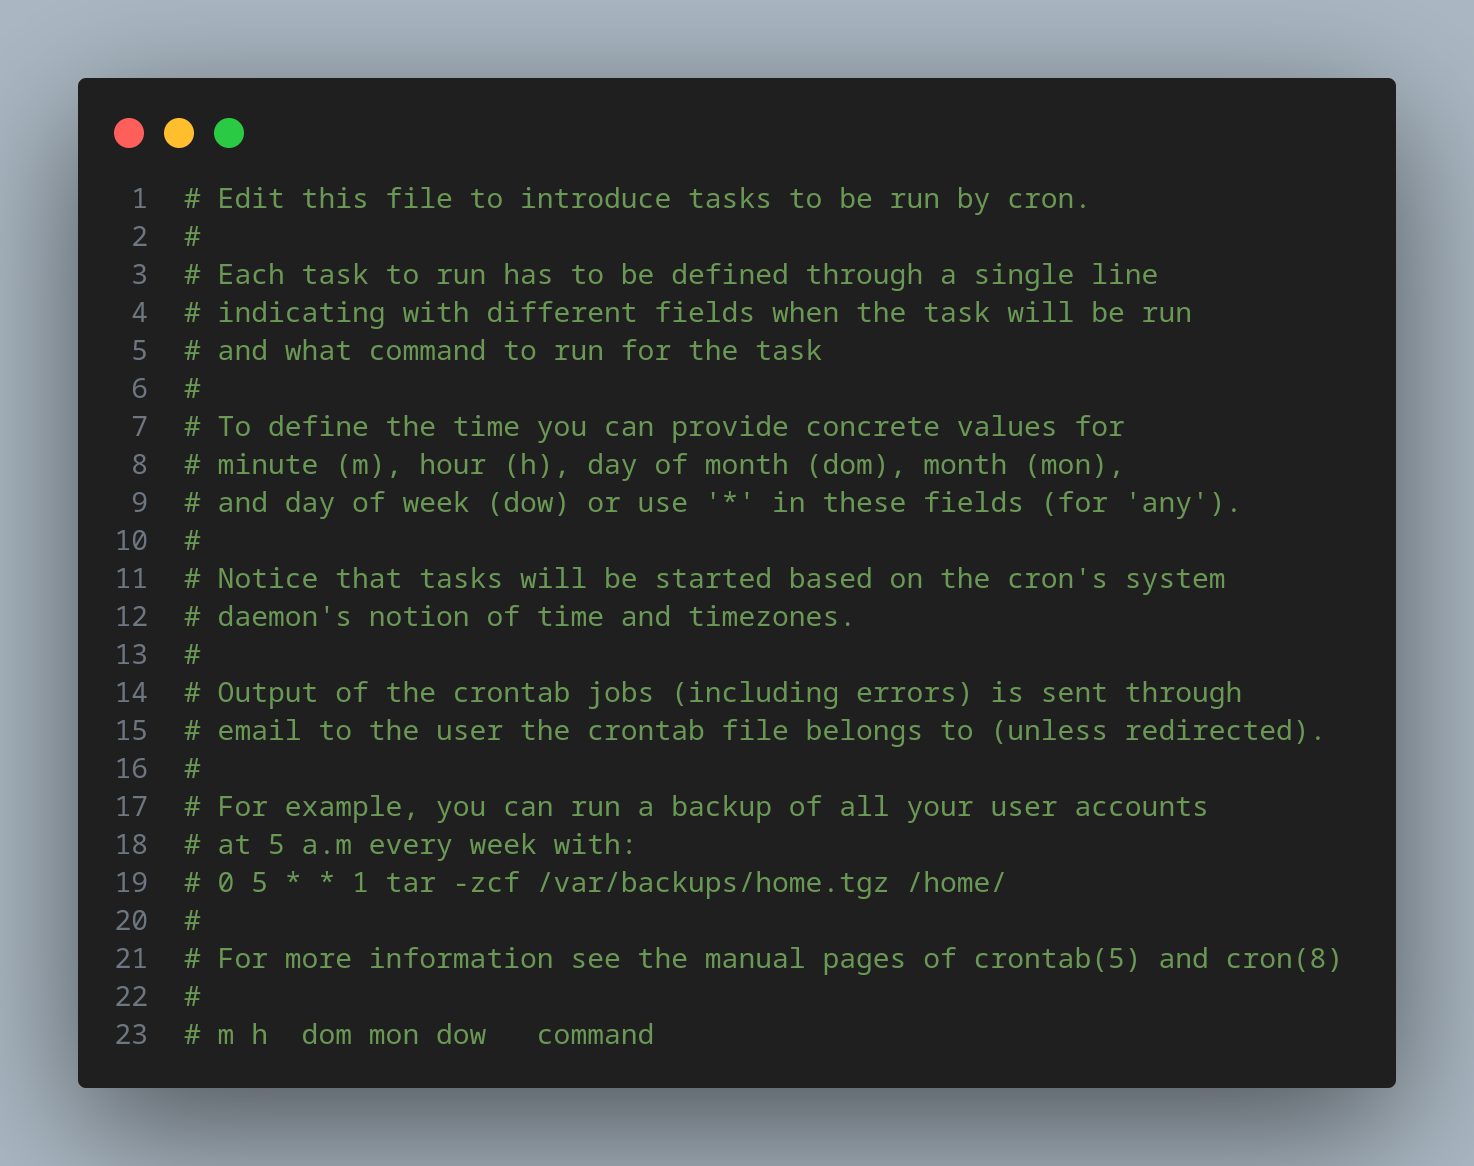 1 # Edit this file to introduce tasks to be run by cron.
2 #
3 # Each task to run has to be defined through a single line
4 # indicating with different fields when the task will be run
5 # and what command to run for the task
6 #
7 # To define the time you can provide concrete values for
8 # minute (m), hour (h), day of month (dom), month (mon),
9 # and day of week (dow) or use '*' in these fields (for 'any').
10 #
11 # Notice that tasks will be started based on the cron's system
12 # daemon's notion of time and timezones.
13 #
14 # Output of the crontab jobs (including errors) is sent through
15 # email to the user the crontab file belongs to (unless redirected).
16 #
17 # For example, you can run a backup of all your user accounts
18 # at 5 a.m every week with:
19 # 0 5 * * 1 tar -zcf /var/backups/home.tgz /home/
20 #
21 # For more information see the manual pages of crontab(5) and cron(8)
22 #
23 # m h  dom mon dow   command